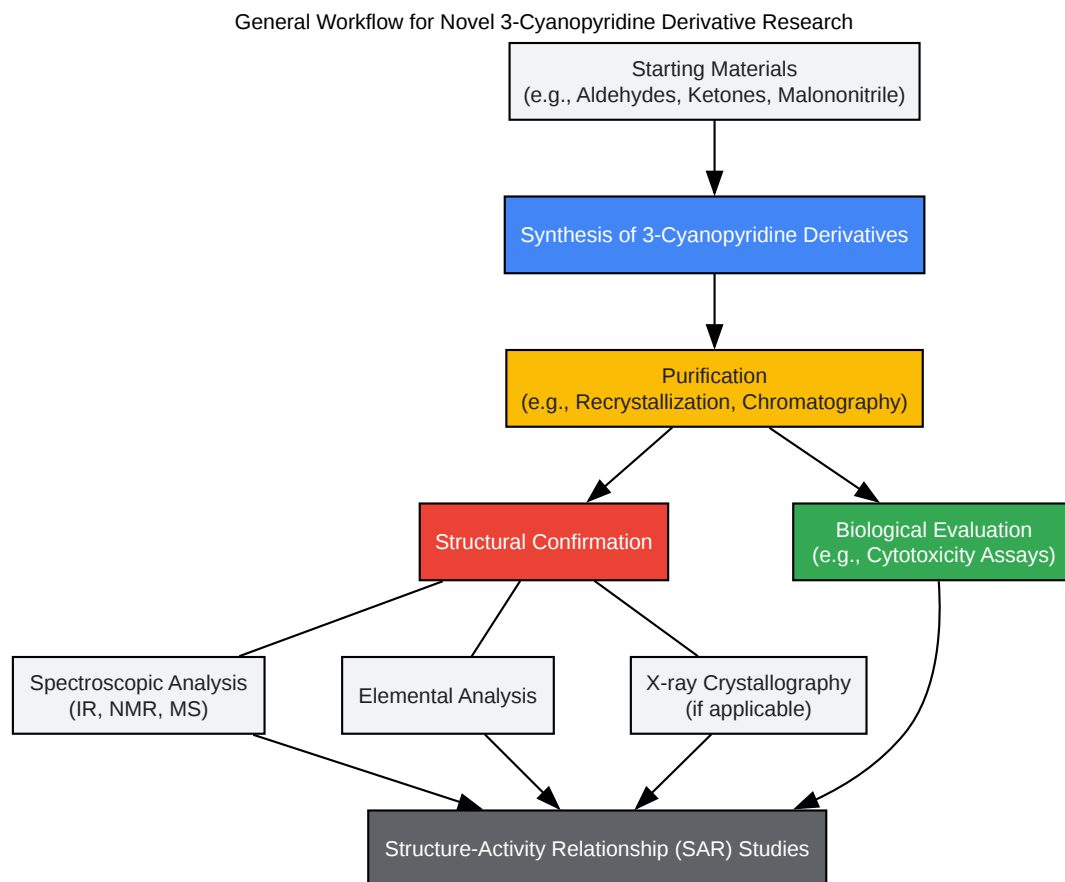 General Workflow for Novel 3-Cyanopyridine Derivative Research
Starting Materials
(e.g., Aldehydes, Ketones, Malononitrile)
Synthesis of 3-Cyanopyridine Derivatives
Purification
(e.g., Recrystallization, Chromatography)
Structural Confirmation
Biological Evaluation
(e.g., Cytotoxicity Assays)
Spectroscopic Analysis
(IR, NMR, MS)
Elemental Analysis
X-ray Crystallography
(if applicable)
Structure-Activity Relationship (SAR) Studies